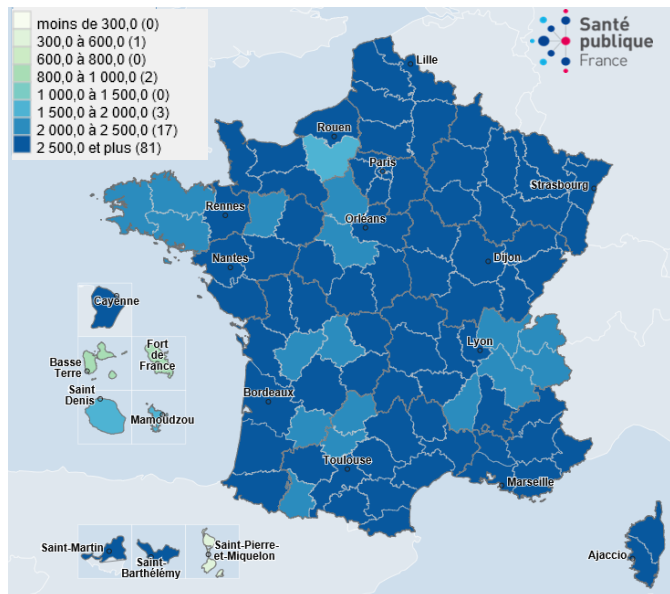 moins de 300,0 (0)
300,0 à 600,0 (1)
600,0 à 800,0 (0)
800,0 à 1 000,0 (2)
1 000,0 à 1 500,0 (0)
1 500,0 à 2 000,0 (3)
2 000,0 à 2 500,0 (17)
2 500,0 et plus (81)
Santé
publique
France
Lille
Rouen
Paris
Strasbourg
Rennes
Orléans
Nantes
Dijon
Cayenne
Lyon
Basse
Terre
Fort
de
France
Saint
Denis
Mamoudzou
Bordeaux
Toulouse
Marseille
Saint-Martin
Saint-
Barthélémy
Saint-Pierre-
et-Miquelon
Ajaccio